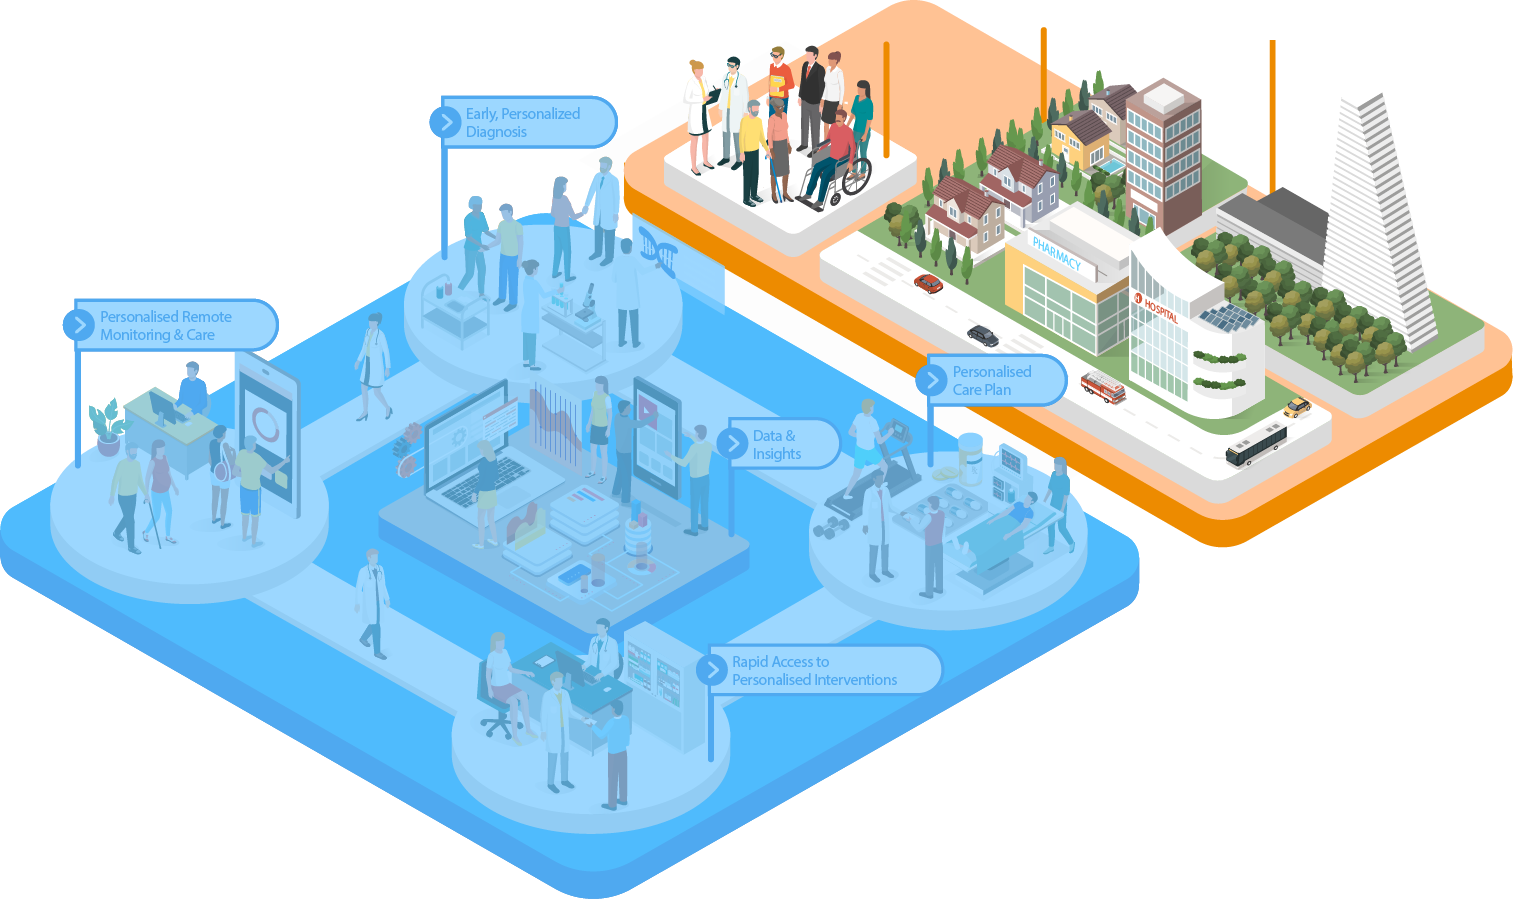 Early, Personalized
Diagnosis
PHARMACY
H HOSPITAL
Personalised Remote
Monitoring & Care
Personalised
Care Plan
Data &
Insights
Rapid Access to
Personalised Interventions